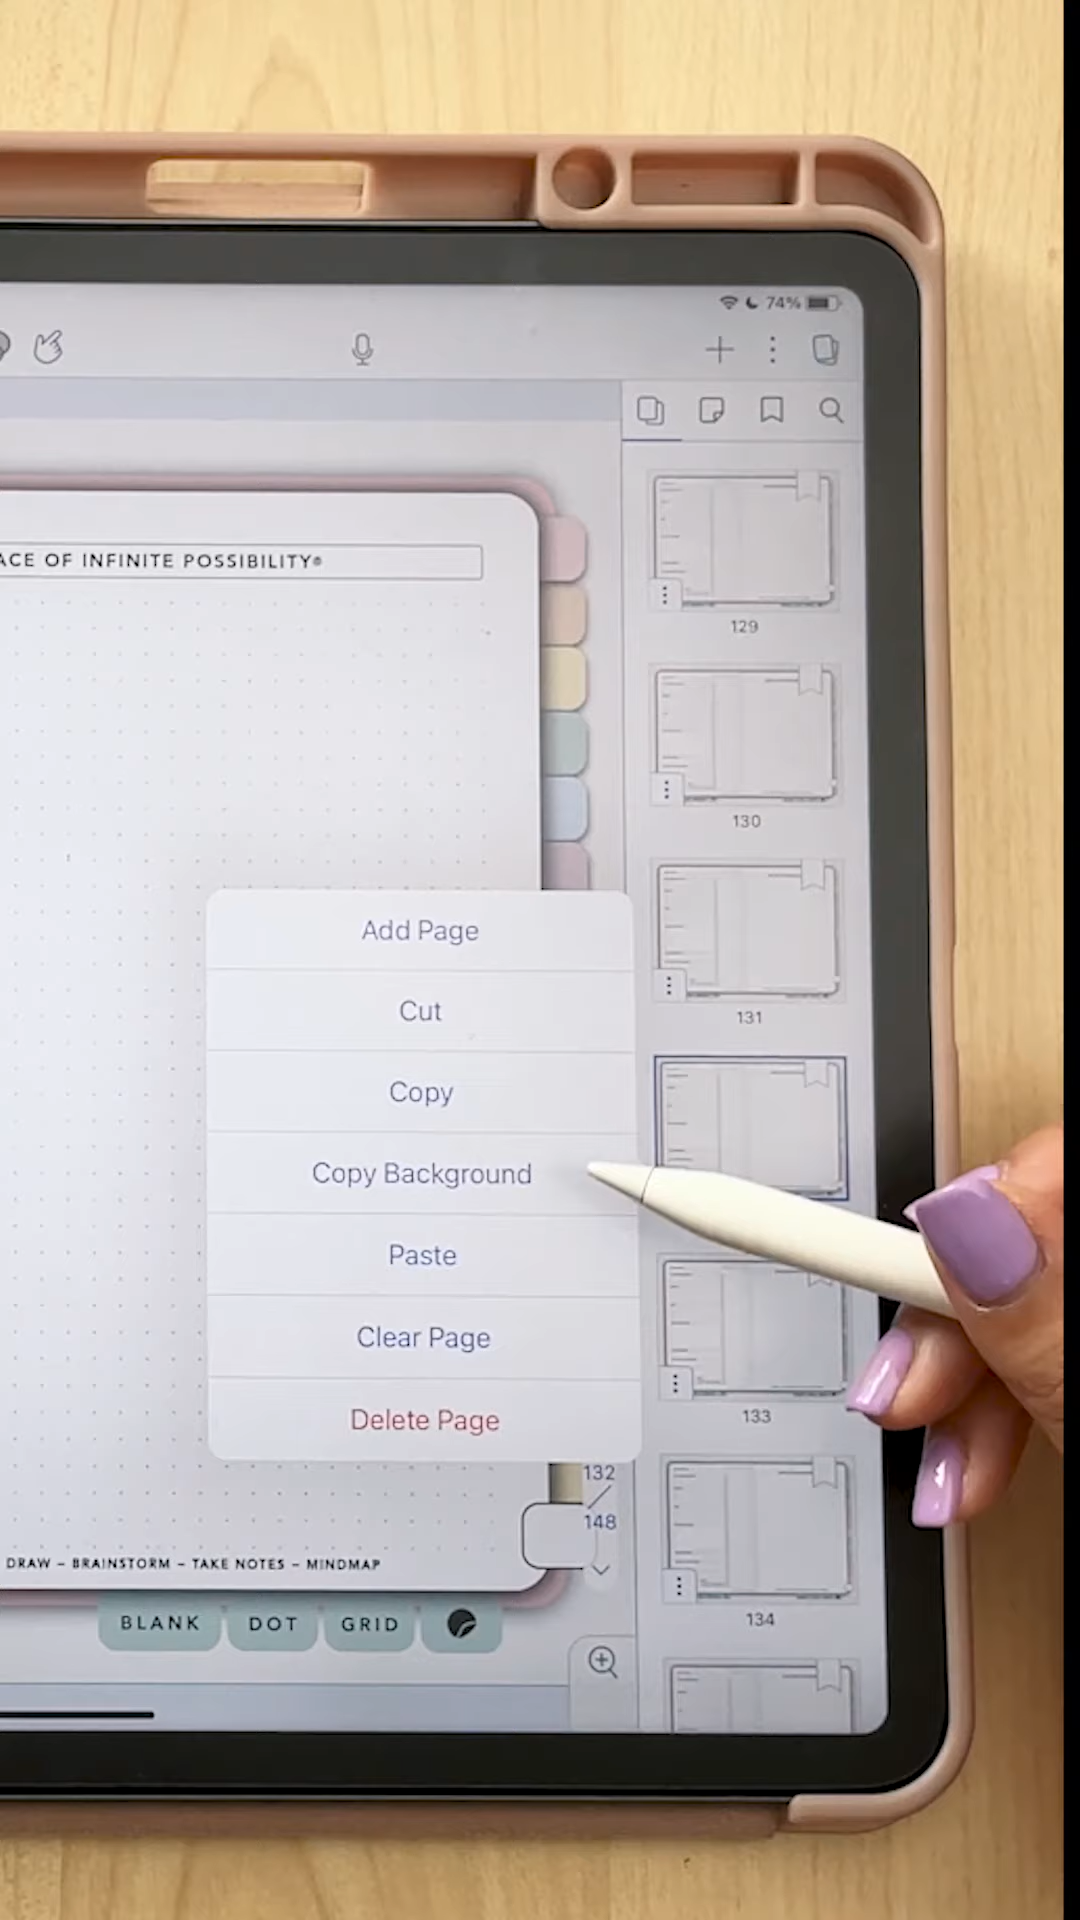 74%
ACE OF INFINITE POSSIBILITY®
129
130
131
Add Page
Cut
Copy
Copy Background
Paste
Clear Page
Delete Page
133
132
148
134
DRAW – BRAINSTORM – TAKE NOTES – MINDMAP
BLANK
DOT
GRID